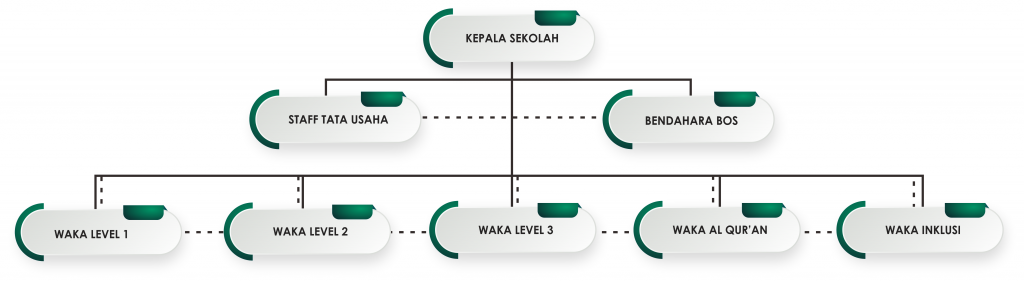 KEPALA SEKOLAH
STAFF TATA USAHA
BENDAHARA BOS
WAKA LEVEL 1
WAKA LEVEL 2
WAKA LEVEL 3
WAKA AL QUR'AN
WAKA INKLUSI